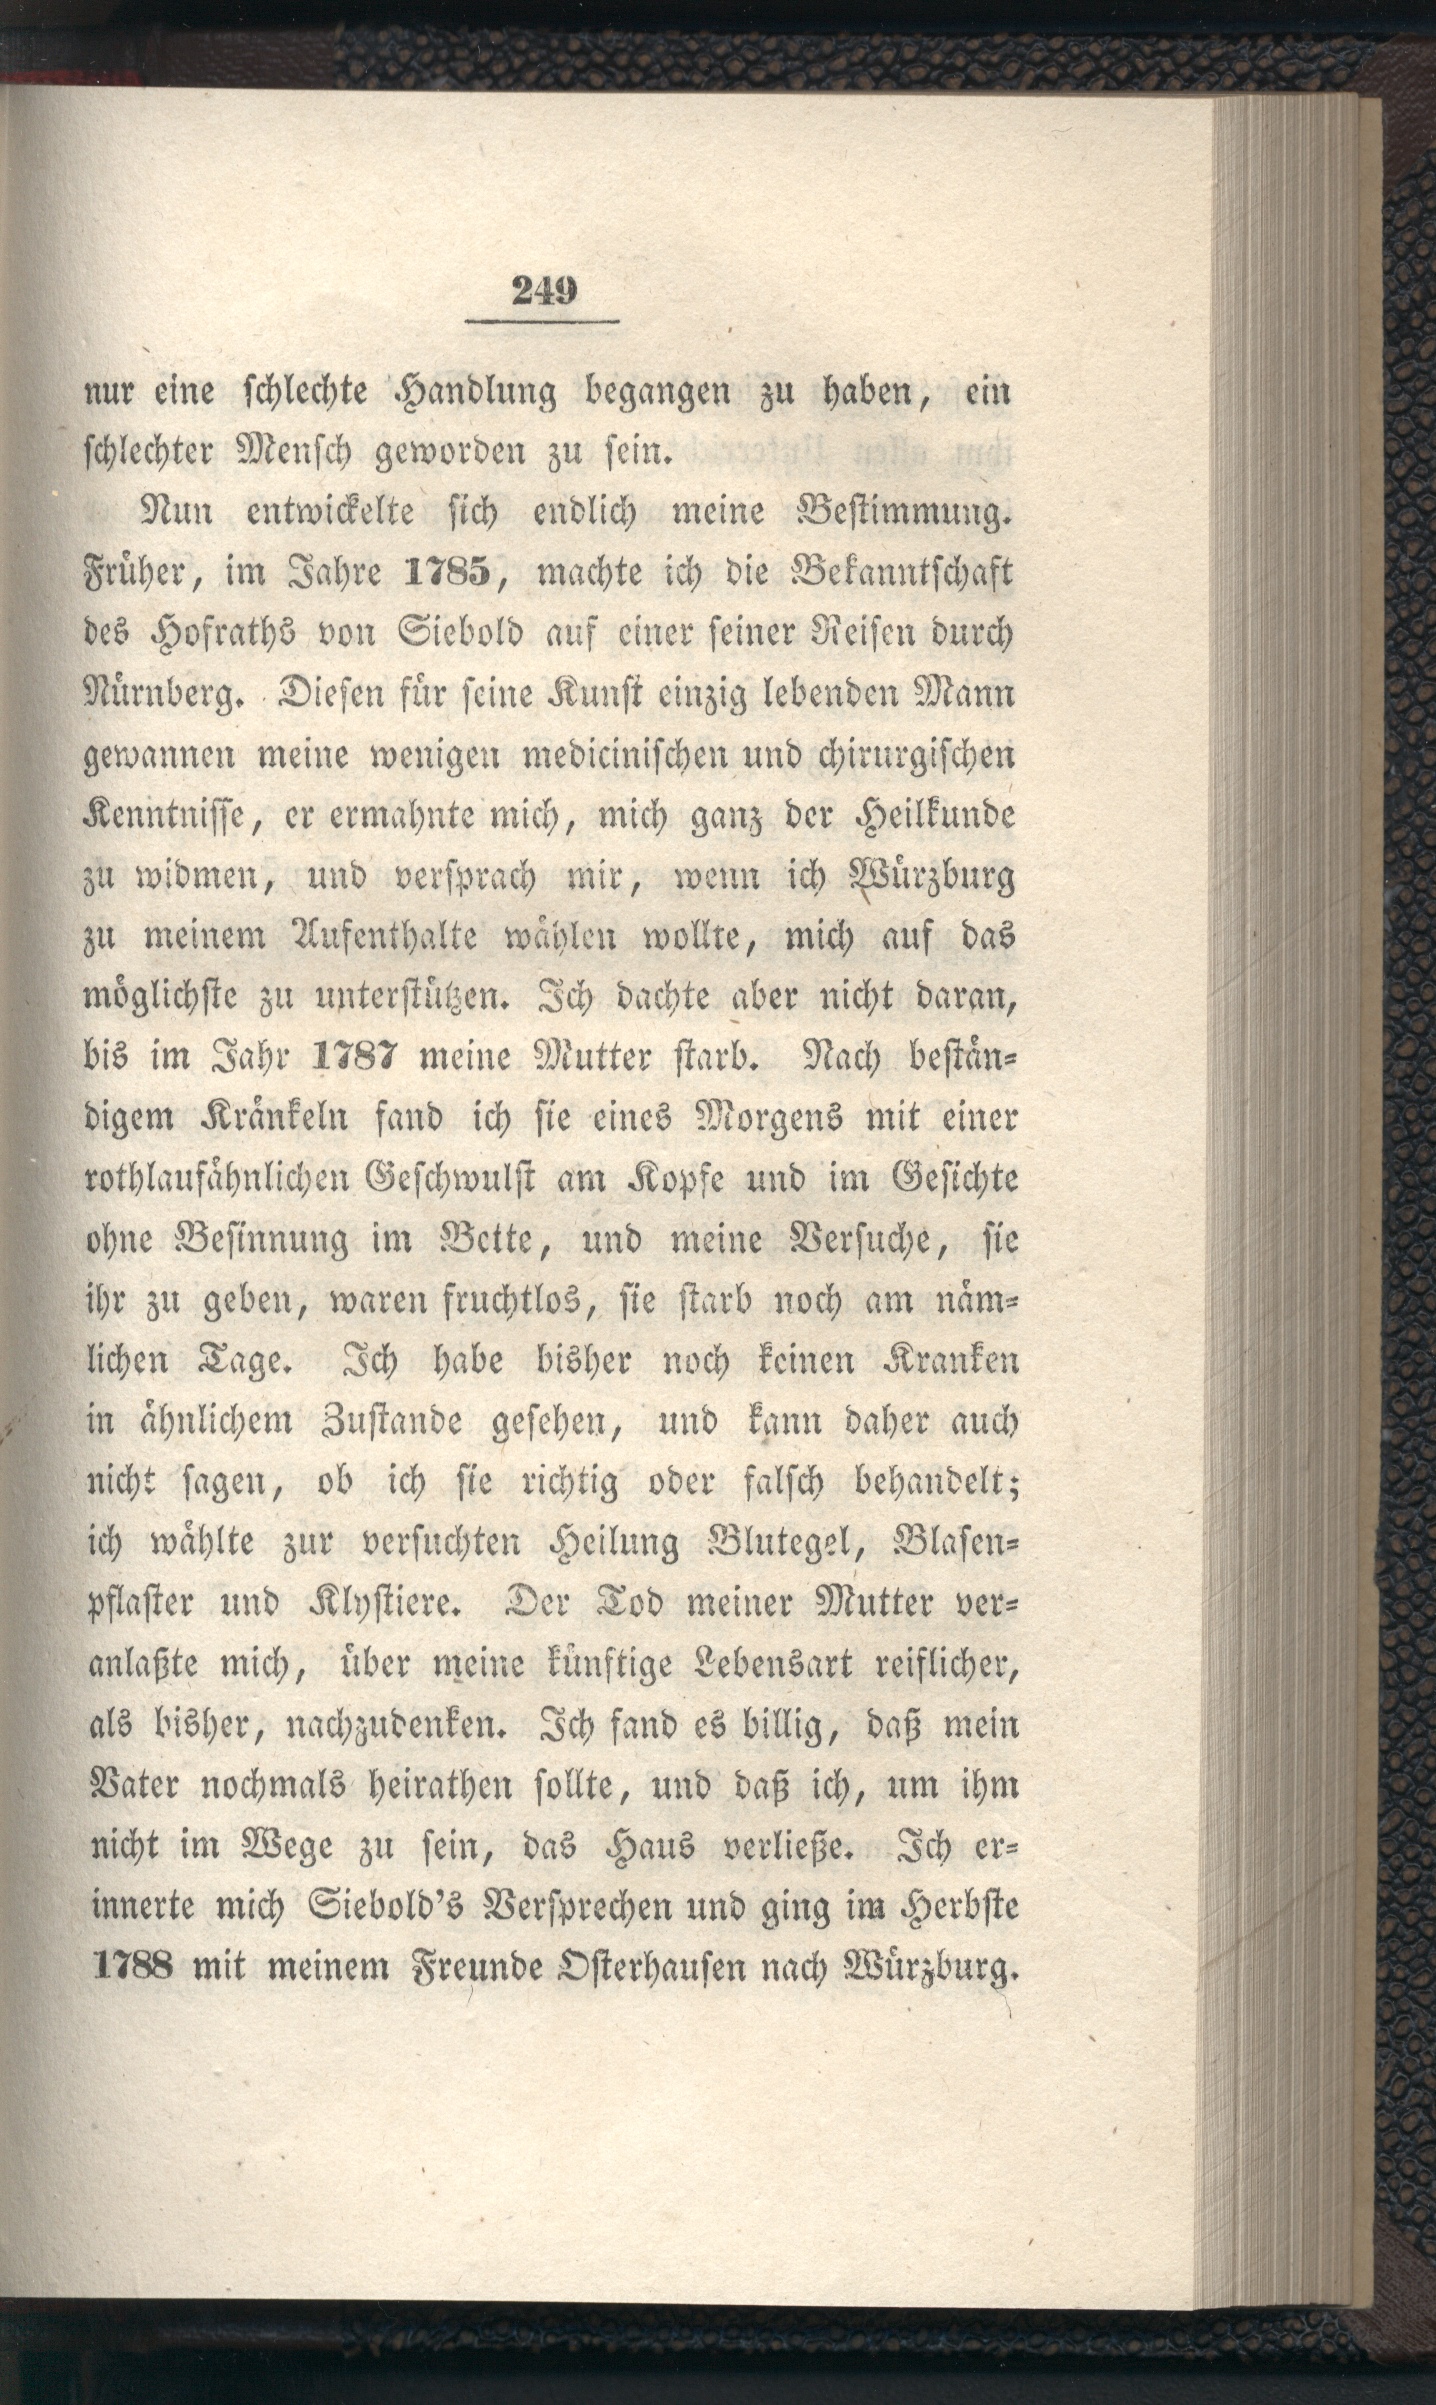 249
nur eine schlechte Handlung begangen zu haben, ein
schlechter Mensch geworden zu sein.
Nun entwickelte sich endlich meine Bestimmung.
Früher, im Jahre 1785, machte ich die Bekanntschaft
des Hofraths von Siebold auf einer seiner Reisen durch
Nürnberg. Diesen für seine Kunst einzig lebenden Mann
gewannen meine wenigen medicinischen und chirurgischen
Kenntnisse, er ermahnte mich, mich ganz der Heilkunde
zu widmen, und versprach mir, wenn ich Würzburg
zu meinem Aufenthalte wählen wollte, mich auf das
möglichste zu unterstützen. Ich dachte aber nicht daran,
bis im Jahr 1787 meine Mutter starb. Nach bestän-
digem Kränkeln fand ich sie eines Morgens mit einer
rothlaufähnlichen Geschwulst am Kopfe und im Gesichte
ohne Besinnung im Bette, und meine Versuche, sie
ihr zu geben, waren fruchtlos, sie starb noch am näm-
lichen Tage. Ich habe bisher noch keinen Kranken
in ähnlichem Zustande gesehen, und kann daher auch
nicht sagen, ob ich sie richtig oder falsch behandelt;
ich wählte zur versuchten Heilung Blutegel, Blasen-
pflaster und Klystiere. Der Tod meiner Mutter ver-
anlaßte mich, über meine künftige Lebensart reiflicher,
als bisher, nachzudenken. Ich fand es billig, daß mein
Vater nochmals heirathen sollte, und daß ich, um ihm
nicht im Wege zu sein, das Haus verließe. Ich er-
innerte mich Siebold's Versprechen und ging im Herbste
1788 mit meinem Freunde Osterhausen nach Würzburg.